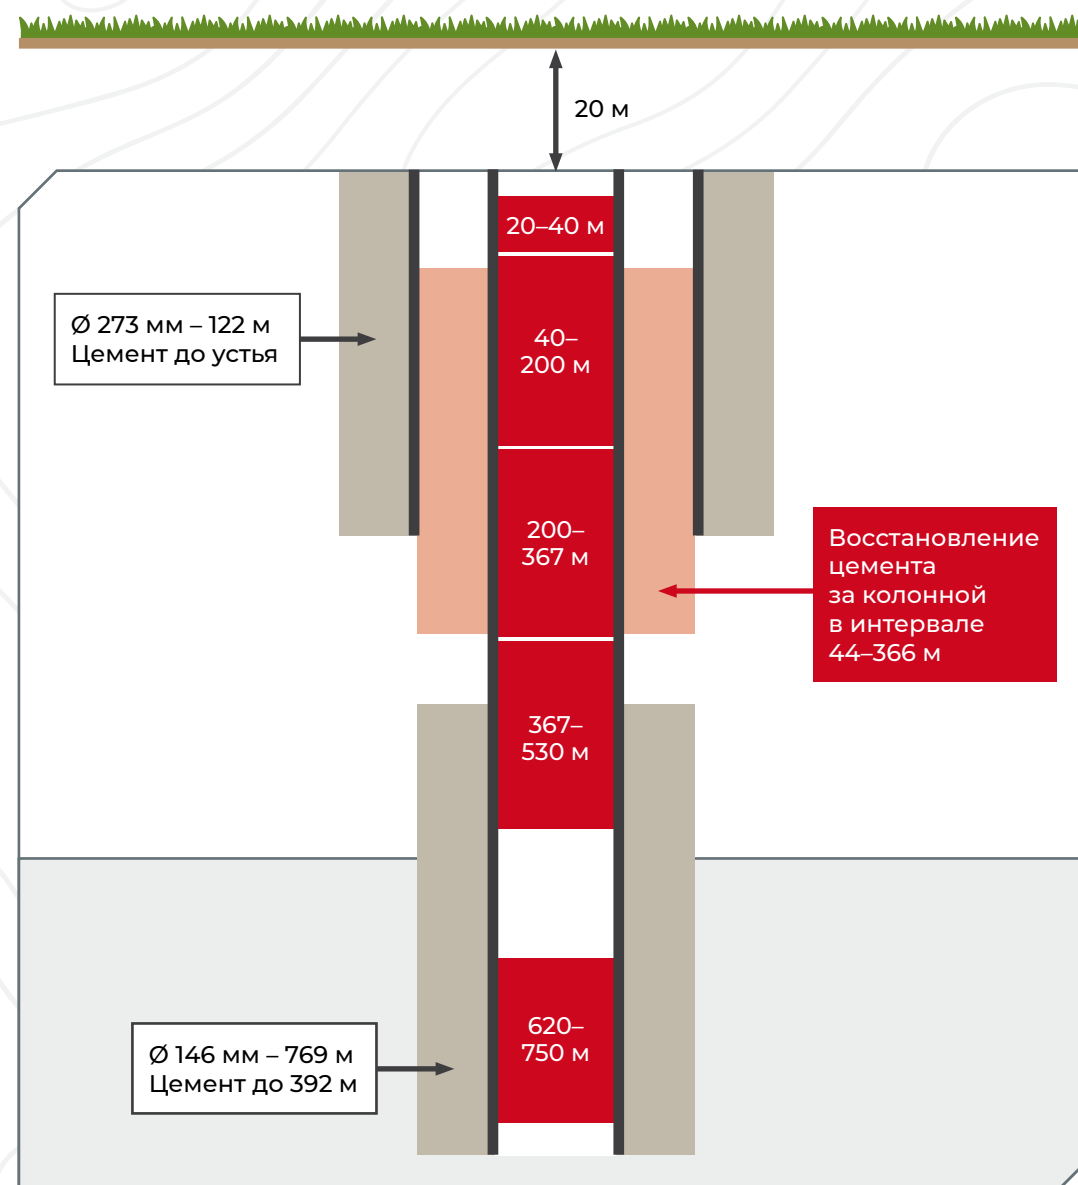 20 м
20–40 м
Ø 273 мм – 122 м
Цемент до устья
40–
200 м
200–
367 м
Восстановление
цемента
за колонной
в интервале
44–366 м
367–
530 м
620–
750 м
Ø 146 мм – 769 м
Цемент до 392 м